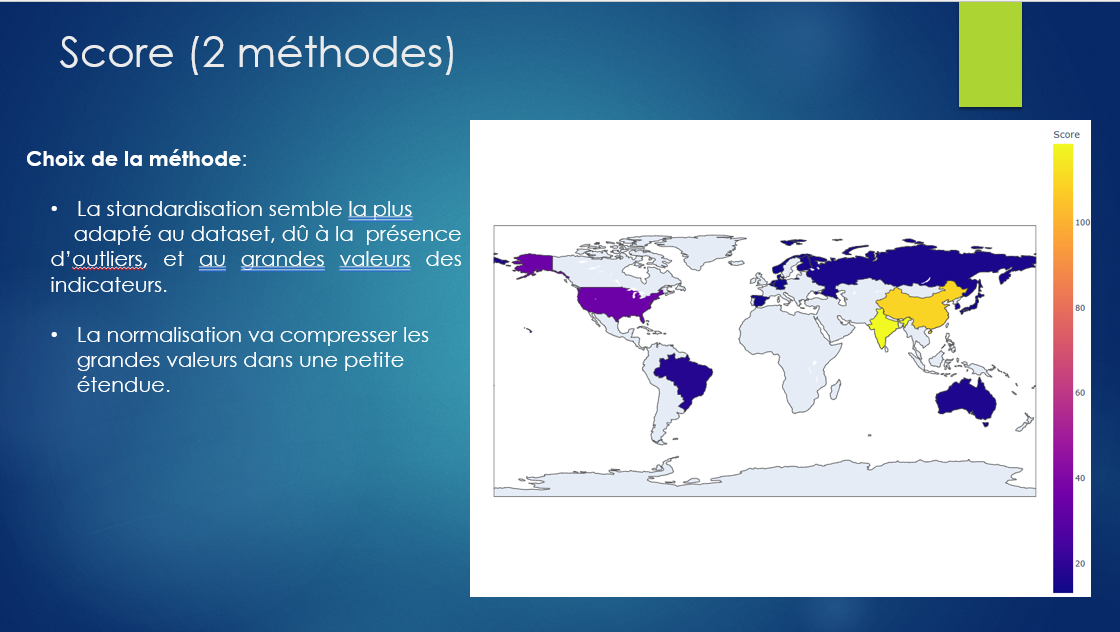 Score (2 méthodes)
Choix de la méthode:
• La standardisation semble la plus
adapté au dataset, dû à la présence
d’outliers, et au grandes valeurs des
indicateurs.
• La normalisation va compresser les
grandes valeurs dans une petite
étendue.
Score
100
80
60
40
20